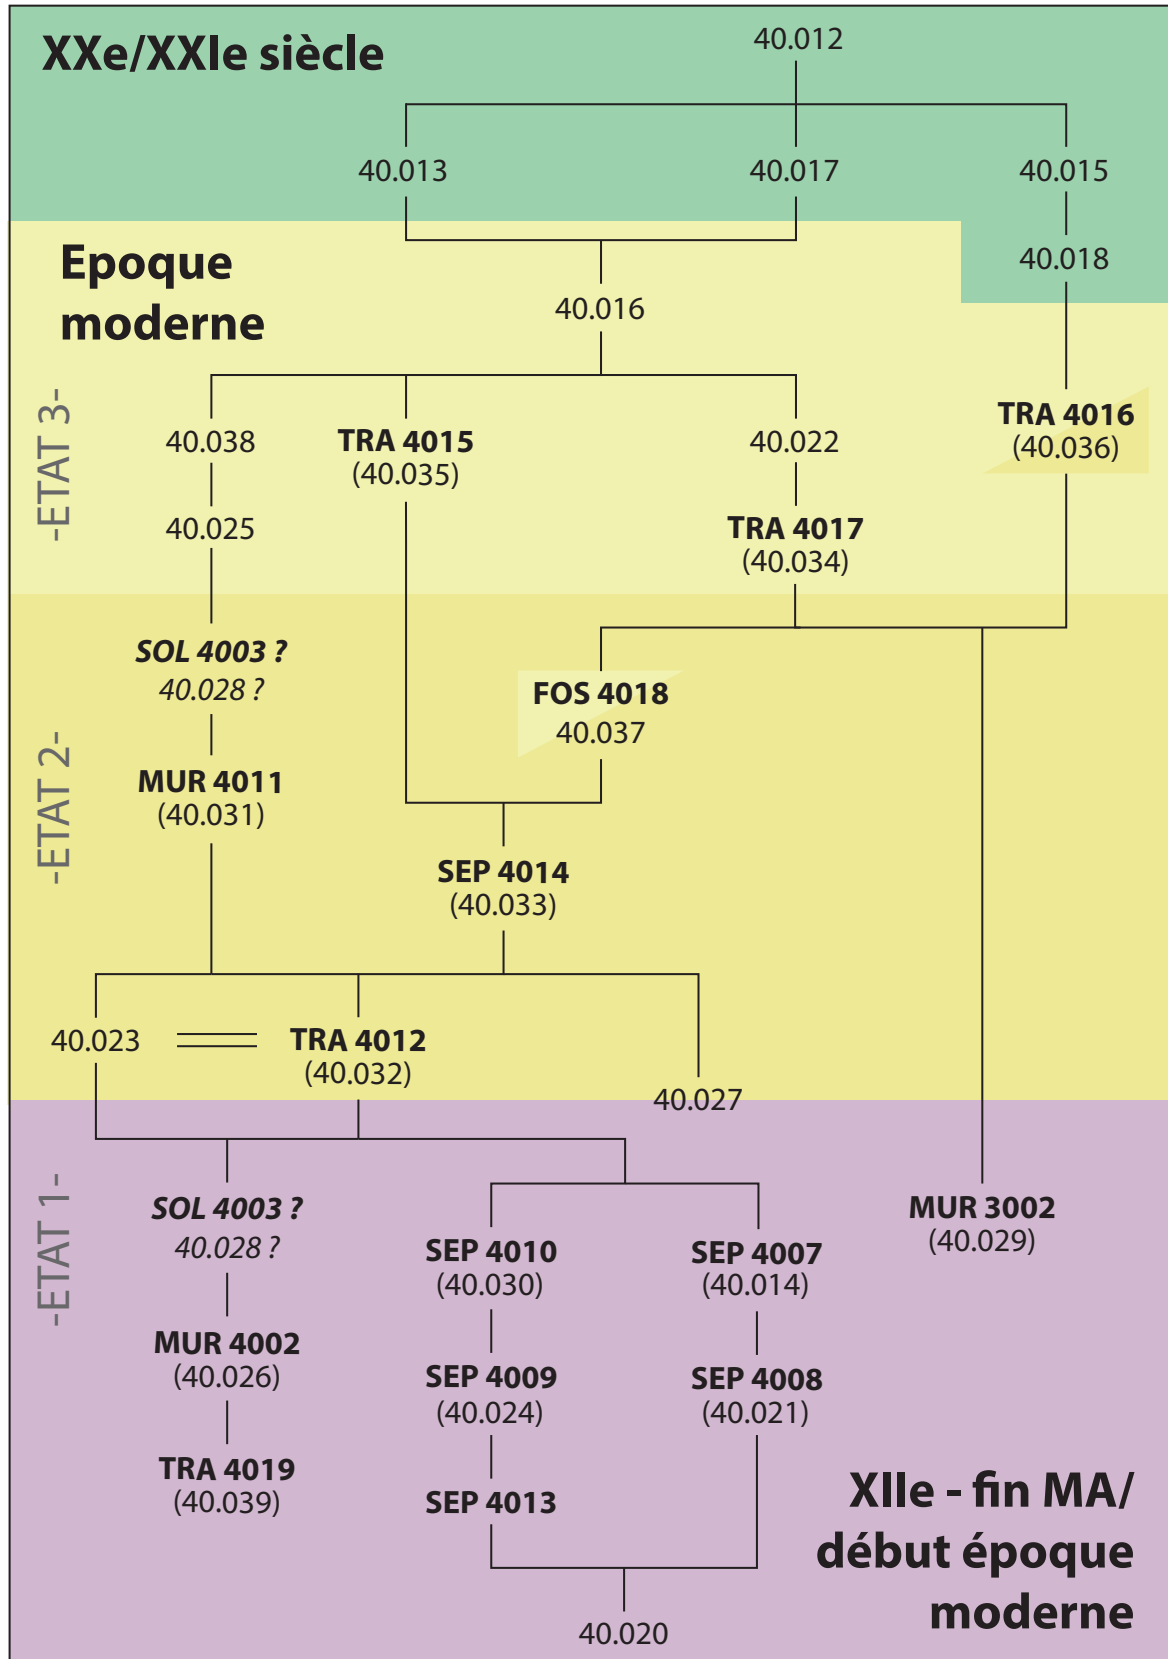 XXe/XXIe siècle
40.012
40.013
40.017
40.015
Epoque
moderne
40.018
40.016
-ETAT 3-
40.038
TRA 4015
(40.035)
40.022
TRA 4016
(40.036)
40.025
TRA 4017
(40.034)
-ETAT 2-
SOL 4003 ?
40.028 ?
FOS 4018
40.037
MUR 4011
(40.031)
SEP 4014
(40.033)
40.023
TRA 4012
(40.032)
40.027
-ETAT 1-
SOL 4003 ?
40.028 ?
SEP 4010
(40.030)
SEP 4007
(40.014)
MUR 3002
(40.029)
MUR 4002
(40.026)
SEP 4009
(40.024)
SEP 4008
(40.021)
TRA 4019
(40.039)
SEP 4013
XIIe - fin MA/
début époque
moderne
40.020